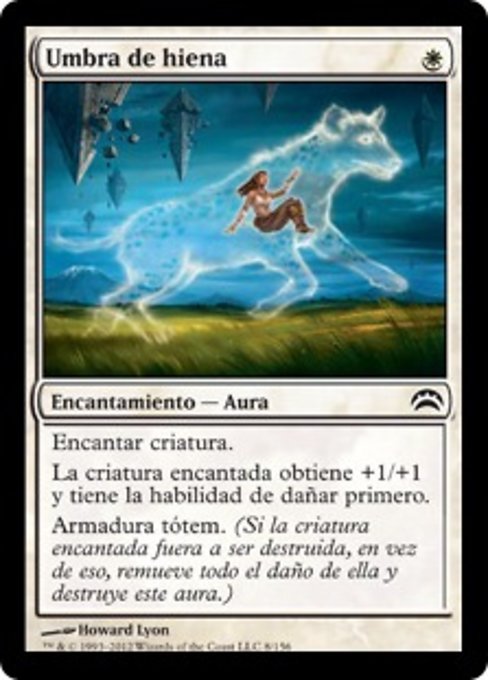 Umbra de hiena
Encantamiento — Aura
Encantar criatura.
La criatura encantada obtiene +1/+1
y tiene la habilidad de dañar primero.
Armadura tótem. (Si la criatura
encantada fuera a ser destruida, en vez
de eso, remueve todo el daño de ella y
destruye este aura.)
Howard Lyon
™ & © 1993-2012 Wizards of the Coast LLC 8/156